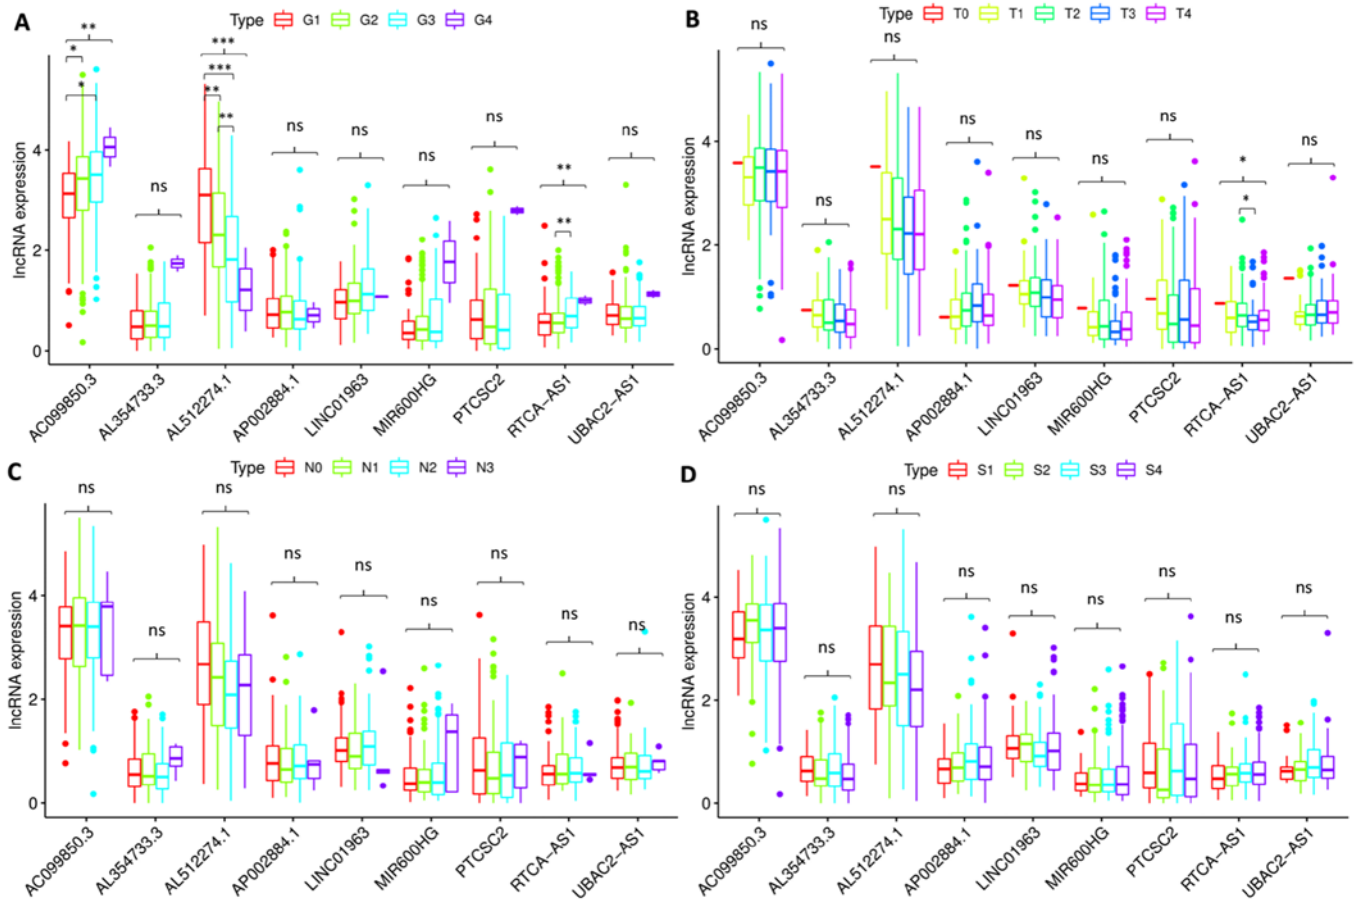 A
Type G1 G2 G3 G4
lncRNA expression
4
2
0
*
**
*
ns
***
***
**
**
ns
ns
ns
ns
**
**
ns
AC099850.3
AL354733.3
AL512274.1
AP002884.1
LINC01963
MIR600HG
PTCSC2
RTCA−AS1
UBAC2−AS1
B
Type T0 T1 T2 T3 T4
lncRNA expression
4
2
0
ns
ns
ns
ns
ns
ns
ns
*
*
ns
AC099850.3
AL354733.3
AL512274.1
AP002884.1
LINC01963
MIR600HG
PTCSC2
RTCA−AS1
UBAC2−AS1
C
Type N0 N1 N2 N3
lncRNA expression
4
2
0
ns
ns
ns
ns
ns
ns
ns
ns
ns
AC099850.3
AL354733.3
AL512274.1
AP002884.1
LINC01963
MIR600HG
PTCSC2
RTCA−AS1
UBAC2−AS1
D
Type S1 S2 S3 S4
lncRNA expression
4
2
0
ns
ns
ns
ns
ns
ns
ns
ns
ns
AC099850.3
AL354733.3
AL512274.1
AP002884.1
LINC01963
MIR600HG
PTCSC2
RTCA−AS1
UBAC2−AS1